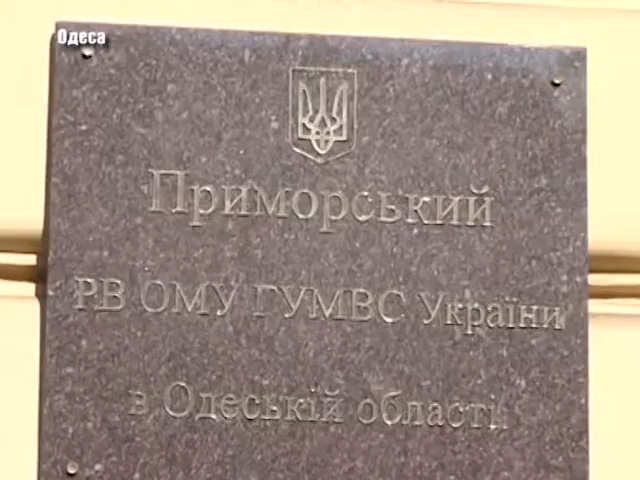 Одеса
Приморський
РВ ОМУ ГУМВС України
в Одеській області